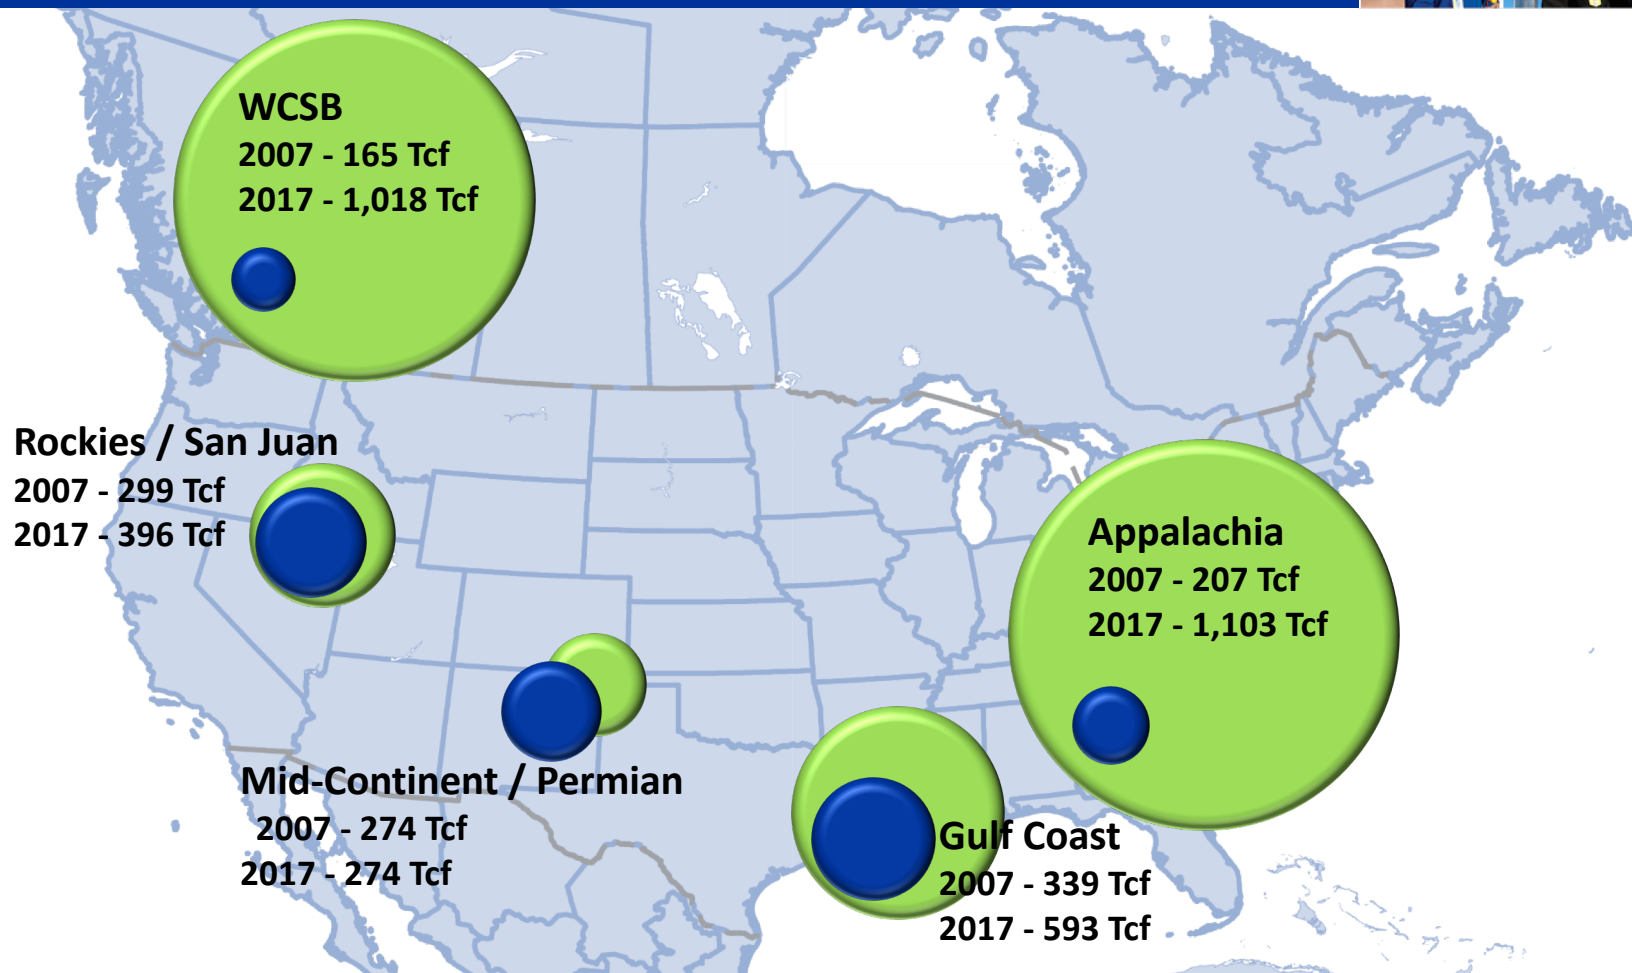 WCSB
2007 - 165 Tcf
2017 - 1,018 Tcf
Rockies / San Juan
2007 - 299 Tcf
2017 - 396 Tcf
Appalachia
2007 - 207 Tcf
2017 - 1,103 Tcf
Mid-Continent / Permian
2007 - 274 Tcf
2017 - 274 Tcf
Gulf Coast
2007 - 339 Tcf
2017 - 593 Tcf